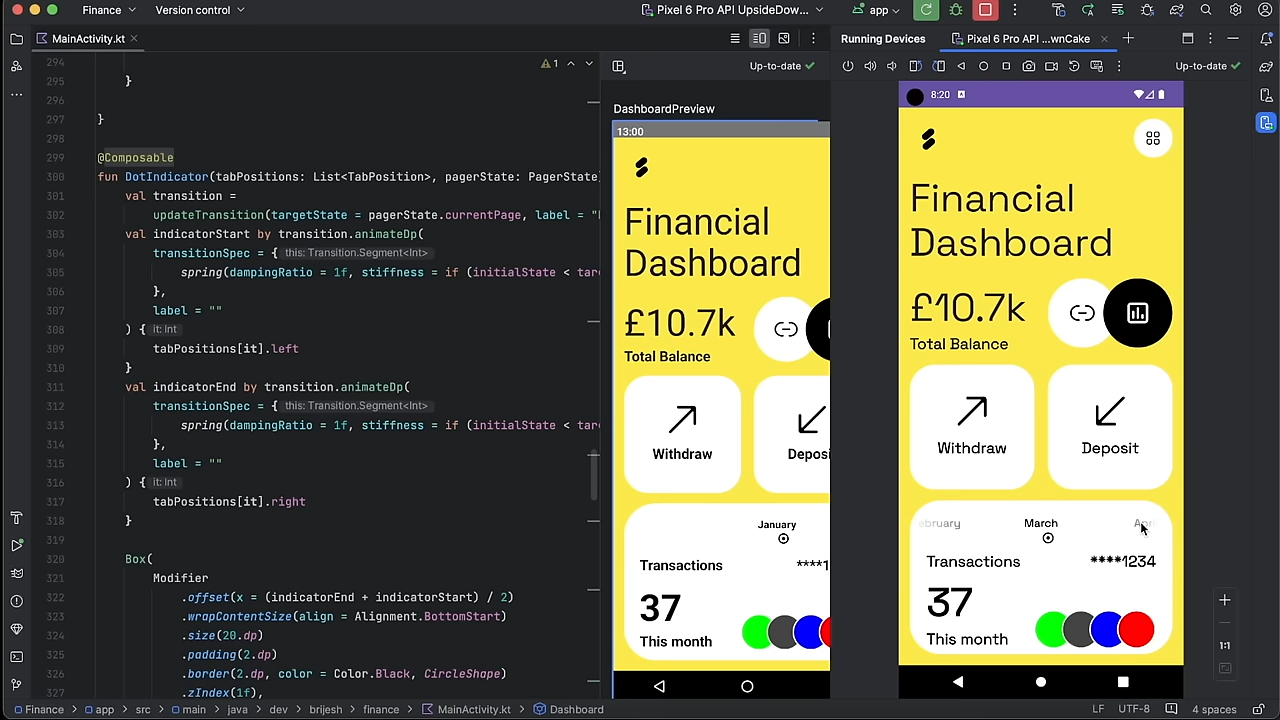 Finance
Version control
Pixel 6 Pro API UpsideDow...
app
MainActivity.kt
Running Devices
Pixel 6 Pro API ...wnCake
1
Up-to-date
Up-to-date
294
295 }
296
297 }
298
299 @Composable
300 fun DotIndicator(tabPositions: List<TabPosition>, pagerState: PagerState
301 val transition =
302 updateTransition(targetState = pagerState.currentPage, label = "
303 val indicatorStart by transition.animateDp(
304 transitionSpec = { this: Transition.Segment<Int>
305 spring(dampingRatio = 1f, stiffness = if (initialState < targ
306 },
307 label = ""
308 ) { it: Int
309 tabPositions[it].left
310 }
311 val indicatorEnd by transition.animateDp(
312 transitionSpec = { this: Transition.Segment<Int>
313 spring(dampingRatio = 1f, stiffness = if (initialState < targ
314 },
315 label = ""
316 ) { it: Int
317 tabPositions[it].right
318 }
319
320 Box(
321 Modifier
322 .offset(x = (indicatorEnd + indicatorStart) / 2)
323 .wrapContentSize(align = Alignment.BottomStart)
324 .size(20.dp)
325 .padding(2.dp)
326 .border(2.dp, color = Color.Black, CircleShape)
327 .zIndex(1f),
DashboardPreview
13:00
Financial
Dashboard
£10.7k
Total Balance
Withdraw
Deposi
January
Transactions
****1
37
This month
8:20
Financial
Dashboard
£10.7k
Total Balance
Withdraw
Deposit
ebruary
March
Apri
Transactions
****1234
37
This month
1:1
Finance
app
src
main
java
dev
brijesh
finance
MainActivity.kt
Dashboard
LF
UTF-8
4 spaces